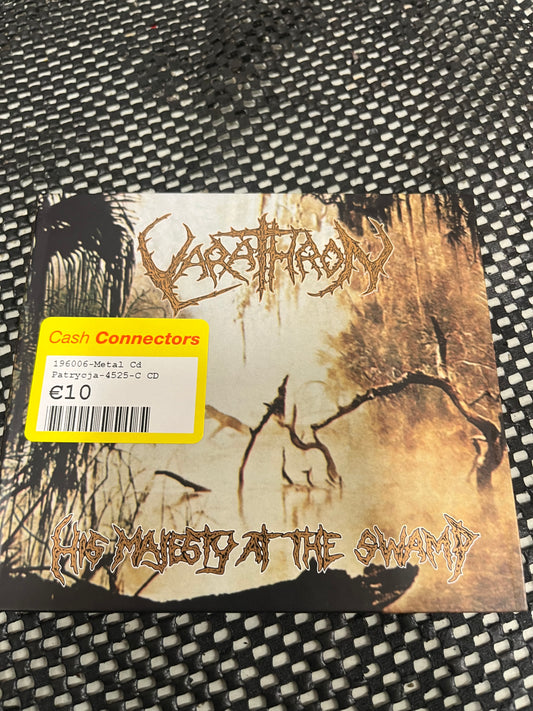 VARATHRON
Cash Connectors
196006-Metal Cd
Patrycja-4525-C CD
€10
HIS MAJESTY AT THE SWAMP